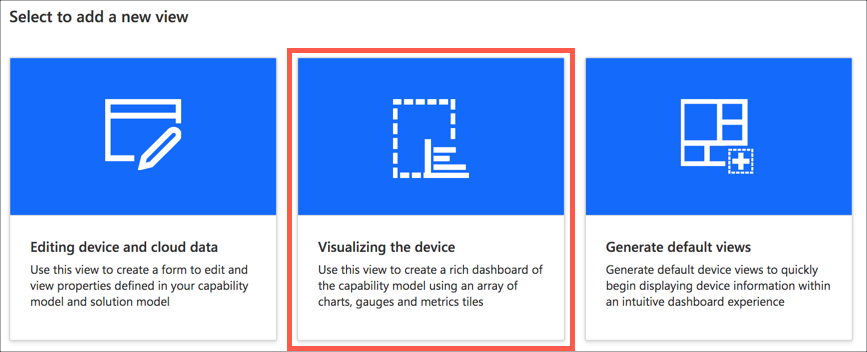 Select to add a new view
Editing device and cloud data
Use this view to create a form to edit and
view properties defined in your capability
model and solution model
Visualizing the device
Use this view to create a rich dashboard of
the capability model using an array of
charts, gauges and metrics tiles
Generate default views
Generate default device views to quickly
begin displaying device information within
an intuitive dashboard experience